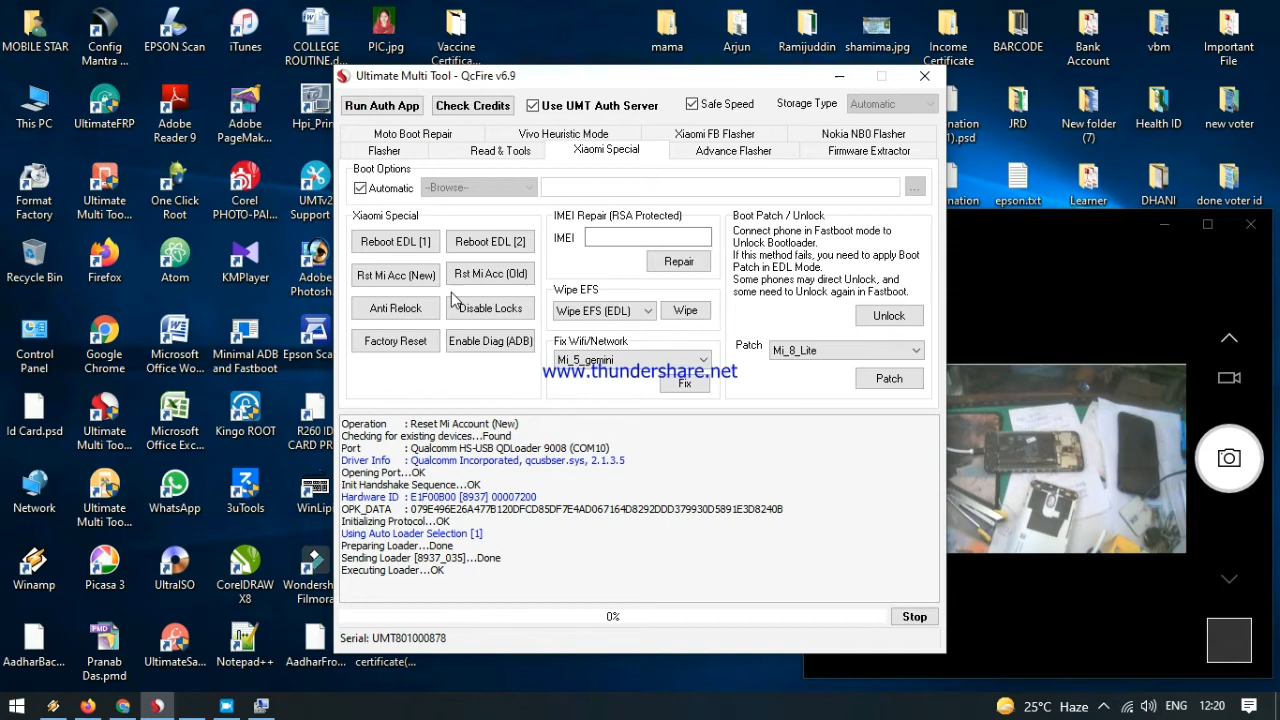 MOBILE STAR
Config Mantra ...
EPSON Scan
iTunes
COLLEGE ROUTINE.d...
PIC.jpg
Vaccine Certifica...
mama
Arjun
Ramijuddin
shamima.jpg
Income Certificate
BARCODE
Bank Account
vbm
Important File
This PC
UltimateFRP
Adobe Reader 9
Adobe PageMak...
Hpi_Prin
JRD
New folder (7)
Health ID
new voter
Format Factory
Ultimate Multi Too...
One Click Root
Corel PHOTO-PAI...
UMTv2 Support
epson.txt
Learner
DHANI
done voter id
Recycle Bin
Firefox
Atom
KMPlayer
Adobe Photosh
Control Panel
Google Chrome
Microsoft Office Wo...
Minimal ADB and Fastboot
Epson Sca
Id Card.psd
Ultimate Multi Too...
Microsoft Office Exc...
Kingo ROOT
R260 ID CARD PR
Network
Ultimate Multi Too...
WhatsApp
3uTools
WinLip
Winamp
Picasa 3
UltraISO
CorelDRAW X8
Wondersh Filmora
AadharBac...
Pranab Das.pmd
UltimateSa...
Notepad++
AadharFro
certificate(...
Ultimate Multi Tool - QcFire v6.9
Run Auth App
Check Credits
Use UMT Auth Server
Safe Speed
Storage Type
Automatic
Moto Boot Repair
Vivo Heuristic Mode
Xiaomi FB Flasher
Nokia NB0 Flasher
Flasher
Read & Tools
Xiaomi Special
Advance Flasher
Firmware Extractor
Boot Options
Automatic
--Browse--
...
Xiaomi Special
Reboot EDL [1]
Reboot EDL [2]
Rst Mi Acc (New)
Rst Mi Acc (Old)
Anti Relock
Disable Locks
Factory Reset
Enable Diag (ADB)
IMEI Repair (RSA Protected)
IMEI
Repair
Wipe EFS
Wipe EFS (EDL)
Wipe
Fix Wifi/Network
Mi_5_gemini
Fix
Boot Patch / Unlock
Connect phone in Fastboot mode to
Unlock Bootloader.
If this method fails, you need to apply Boot
Patch in EDL Mode.
Some phones may direct Unlock, and
some need to Unlock again in Fastboot.
Unlock
Patch
Mi_8_Lite
Patch
www.thundershare.net
Operation : Reset Mi Account (New)
Checking for existing devices...Found
Port : Qualcomm HS-USB QDLoader 9008 (COM10)
Driver Info : Qualcomm Incorporated, qcusbser.sys, 2.1.3.5
Opening Port...OK
Init Handshake Sequence...OK
Hardware ID : E1F00B00 [8937] 00007200
OPK_DATA : 079E496E26A477B120DFCD85DF7E4AD067164D8292DDD379930D5891E3D8240B
Initializing Protocol...OK
Using Auto Loader Selection [1]
Preparing Loader...Done
Sending Loader [8937_035]...Done
Executing Loader...OK
0%
Stop
Serial: UMT801000878
25°C Haze
ENG
12:20